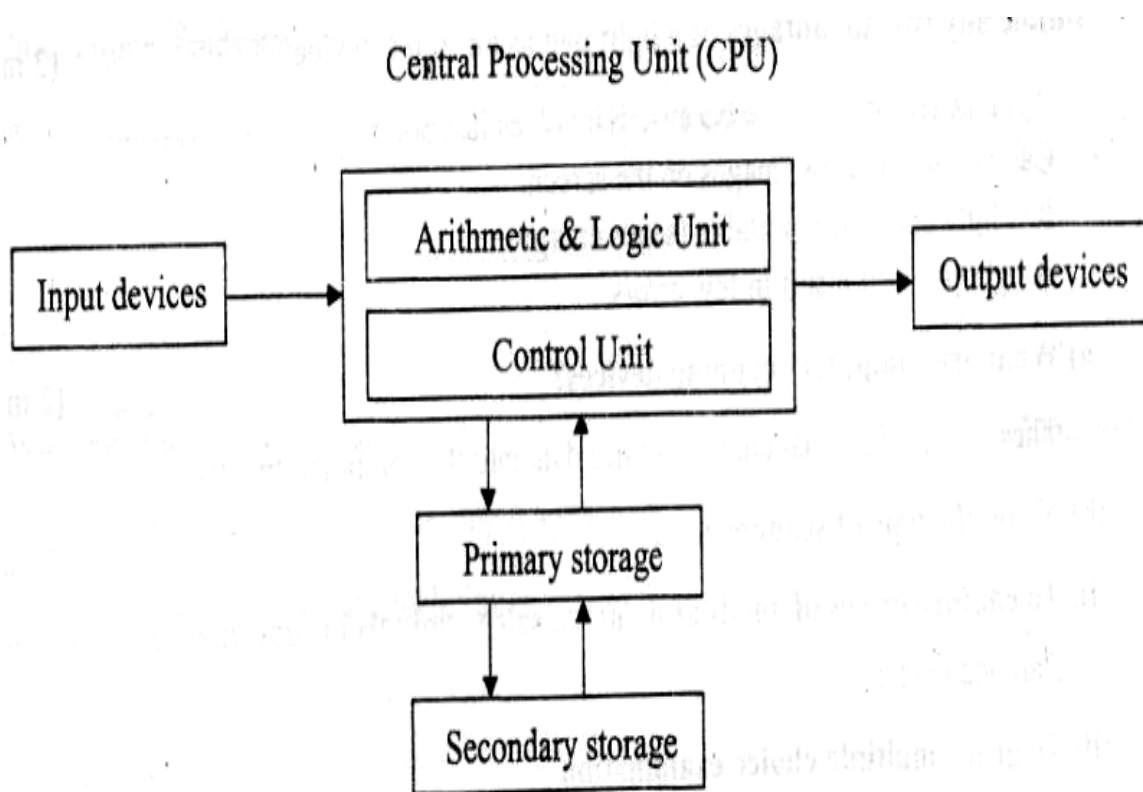 Central Processing Unit (CPU)
Arithmetic & Logic Unit
Input devices
Output devices
Control Unit
Primary storage
Secondary storage